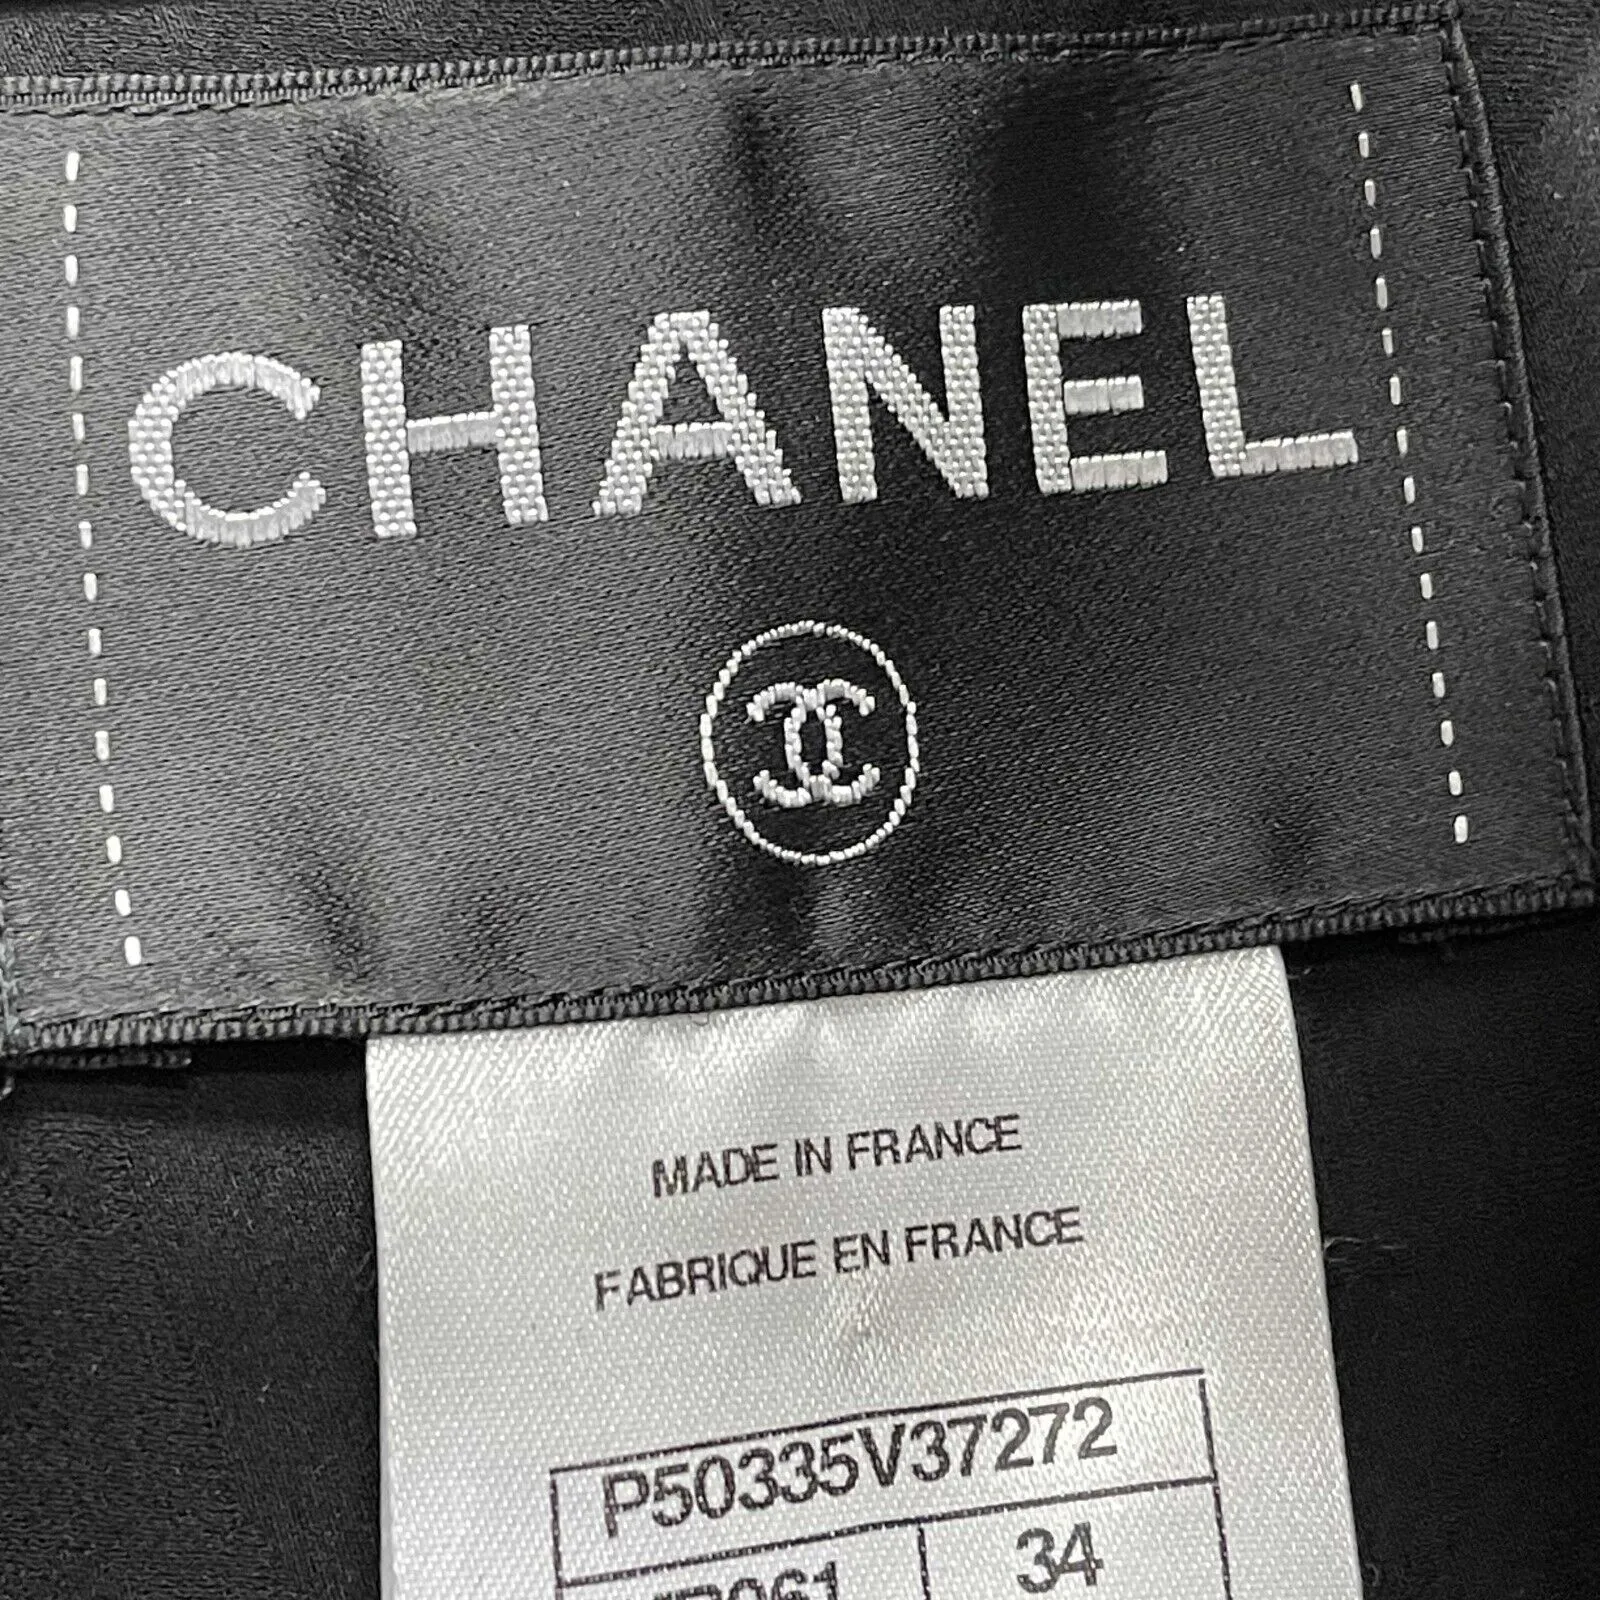 CHANEL
MADE IN FRANCE
FABRIQUE EN FRANCE
P50335V37272
34